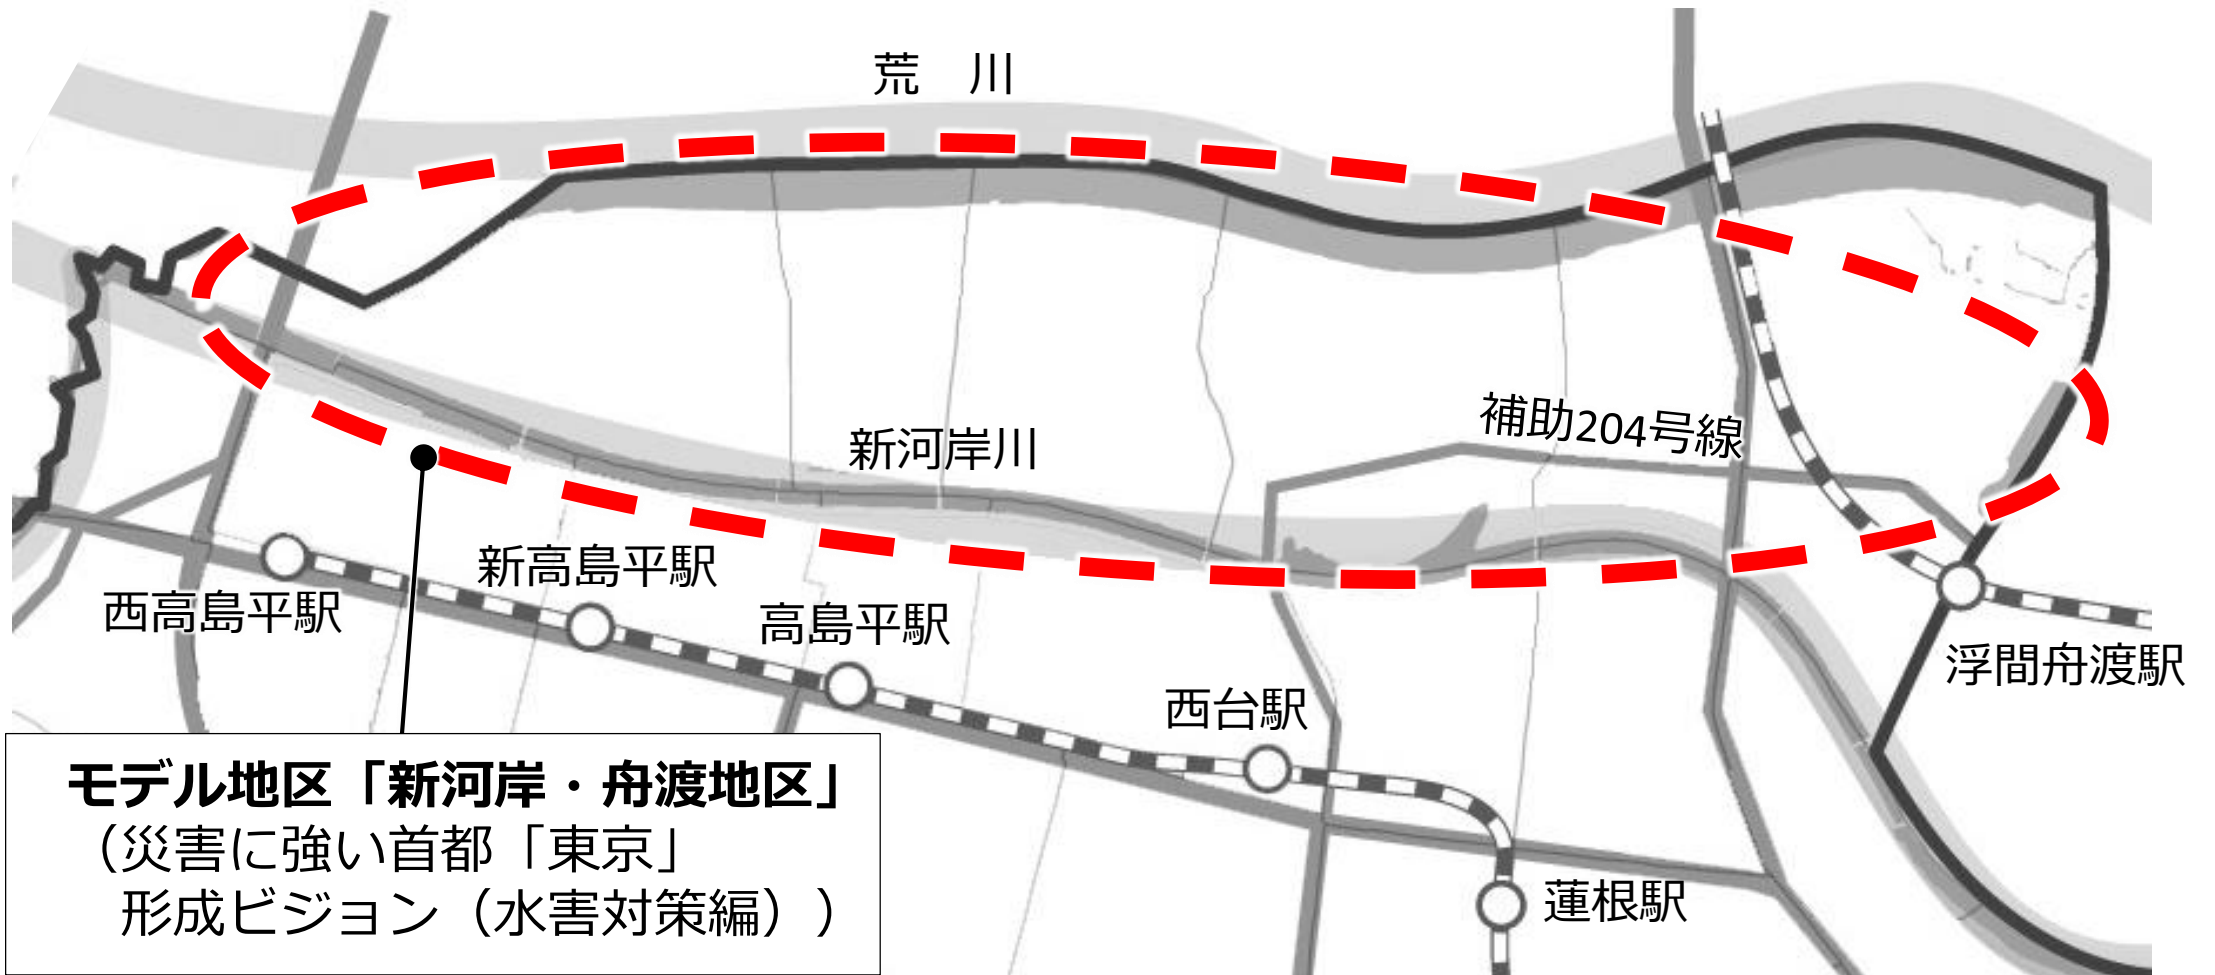 荒　川
補助204号線
新河岸川
新高島平駅
西高島平駅
高島平駅
浮間舟渡駅
西台駅
蓮根駅
モデル地区「新河岸・舟渡地区」
（災害に強い首都「東京」
形成ビジョン（水害対策編））